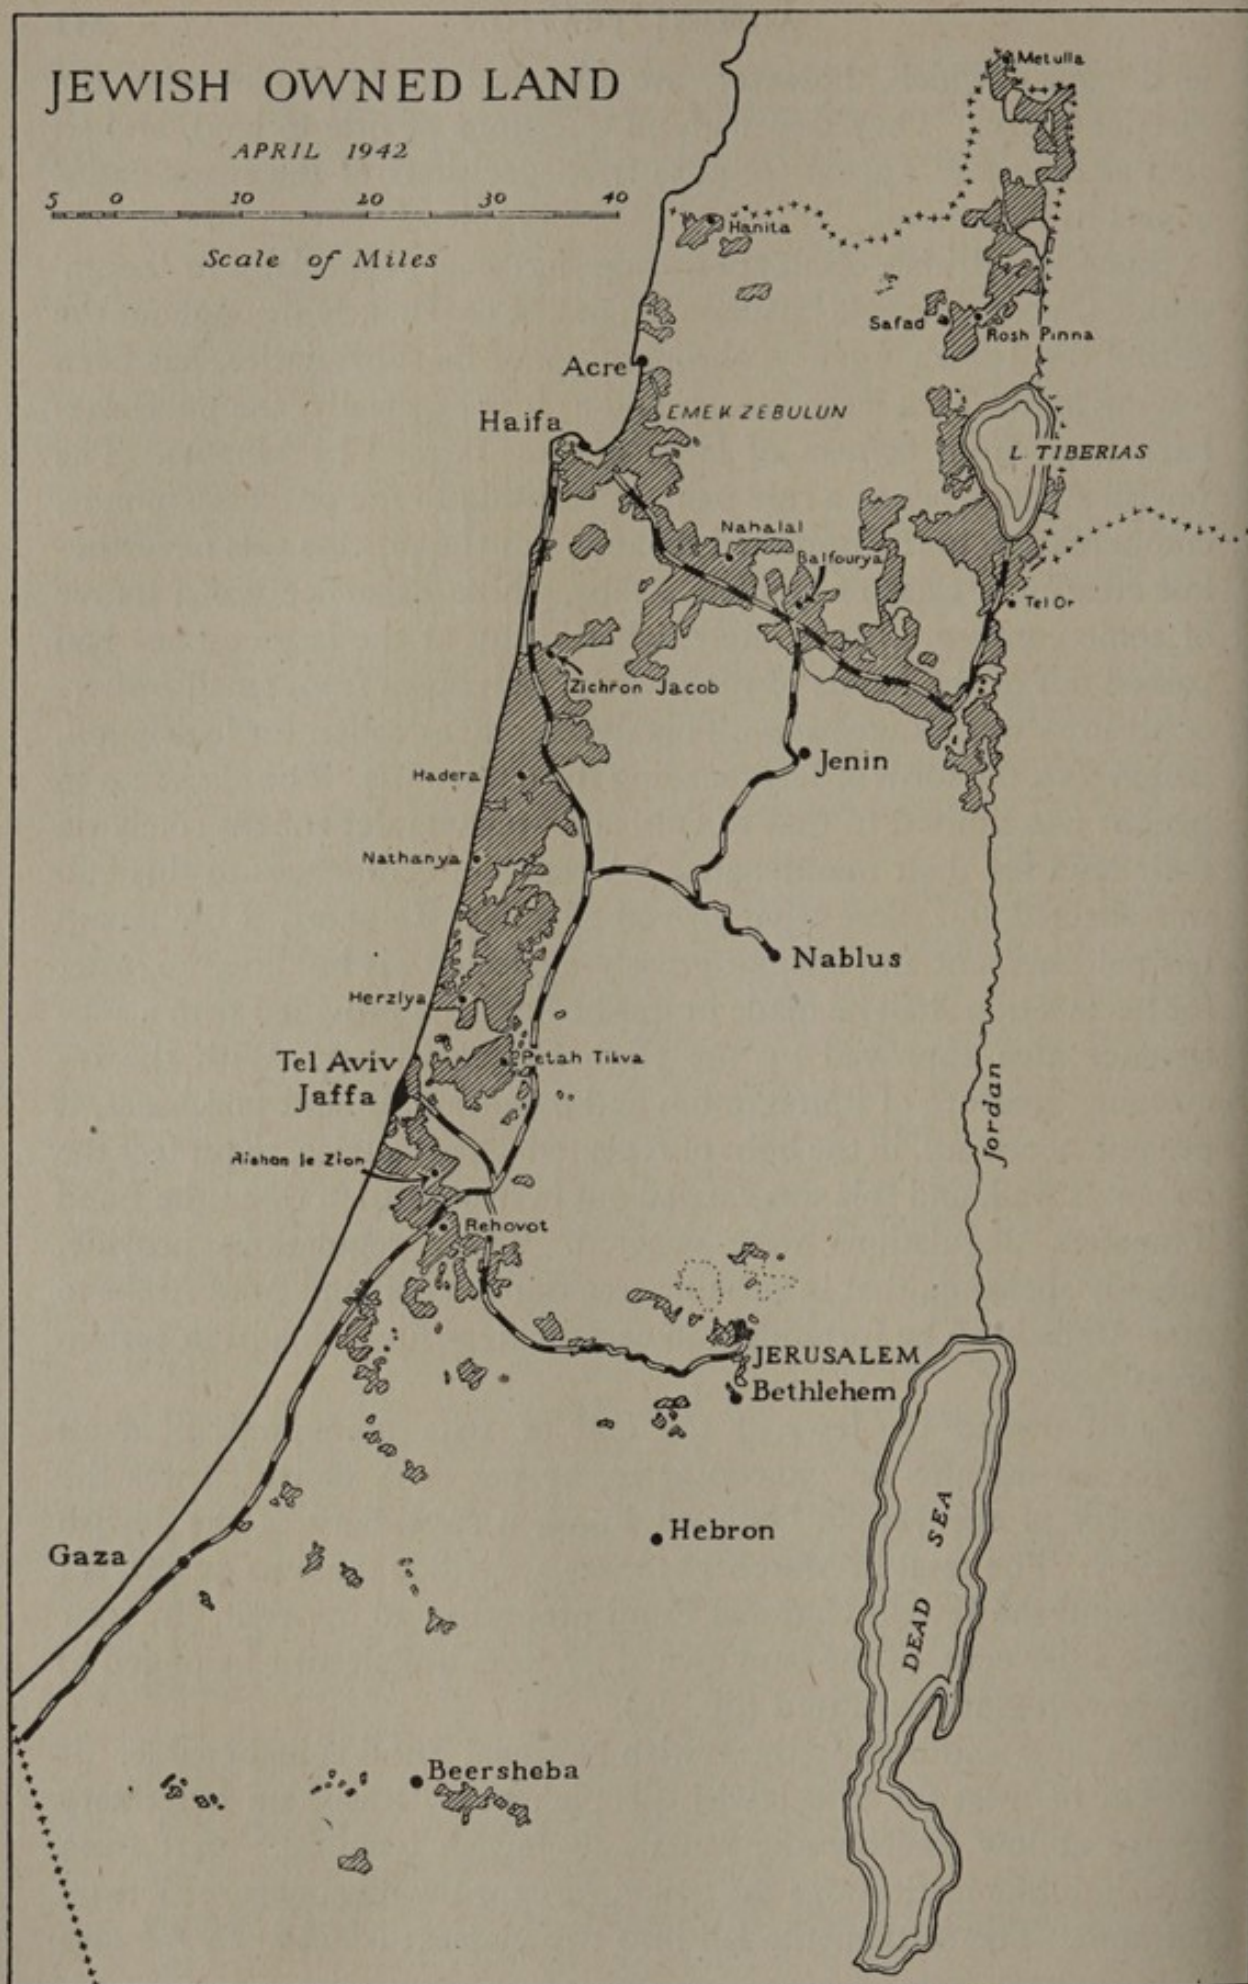 JEWISH OWNED LAND
APRIL 1942
5 0 10 20 30 40
Scale of Miles
Metulla
Hanita
Safad
Rosh Pinna
Acre
EMEK ZEBULUN
Haifa
L. TIBERIAS
Nahalal
Balfourya
Tel Or
Zichron Jacob
Jenin
Hadera
Nathanya
Nablus
Herzlya
Tel Aviv
Petah Tikva
Jaffa
Jordan
Rishon le Zion
Rehovot
JERUSALEM
Bethlehem
Hebron
DEAD SEA
Gaza
Beersheba